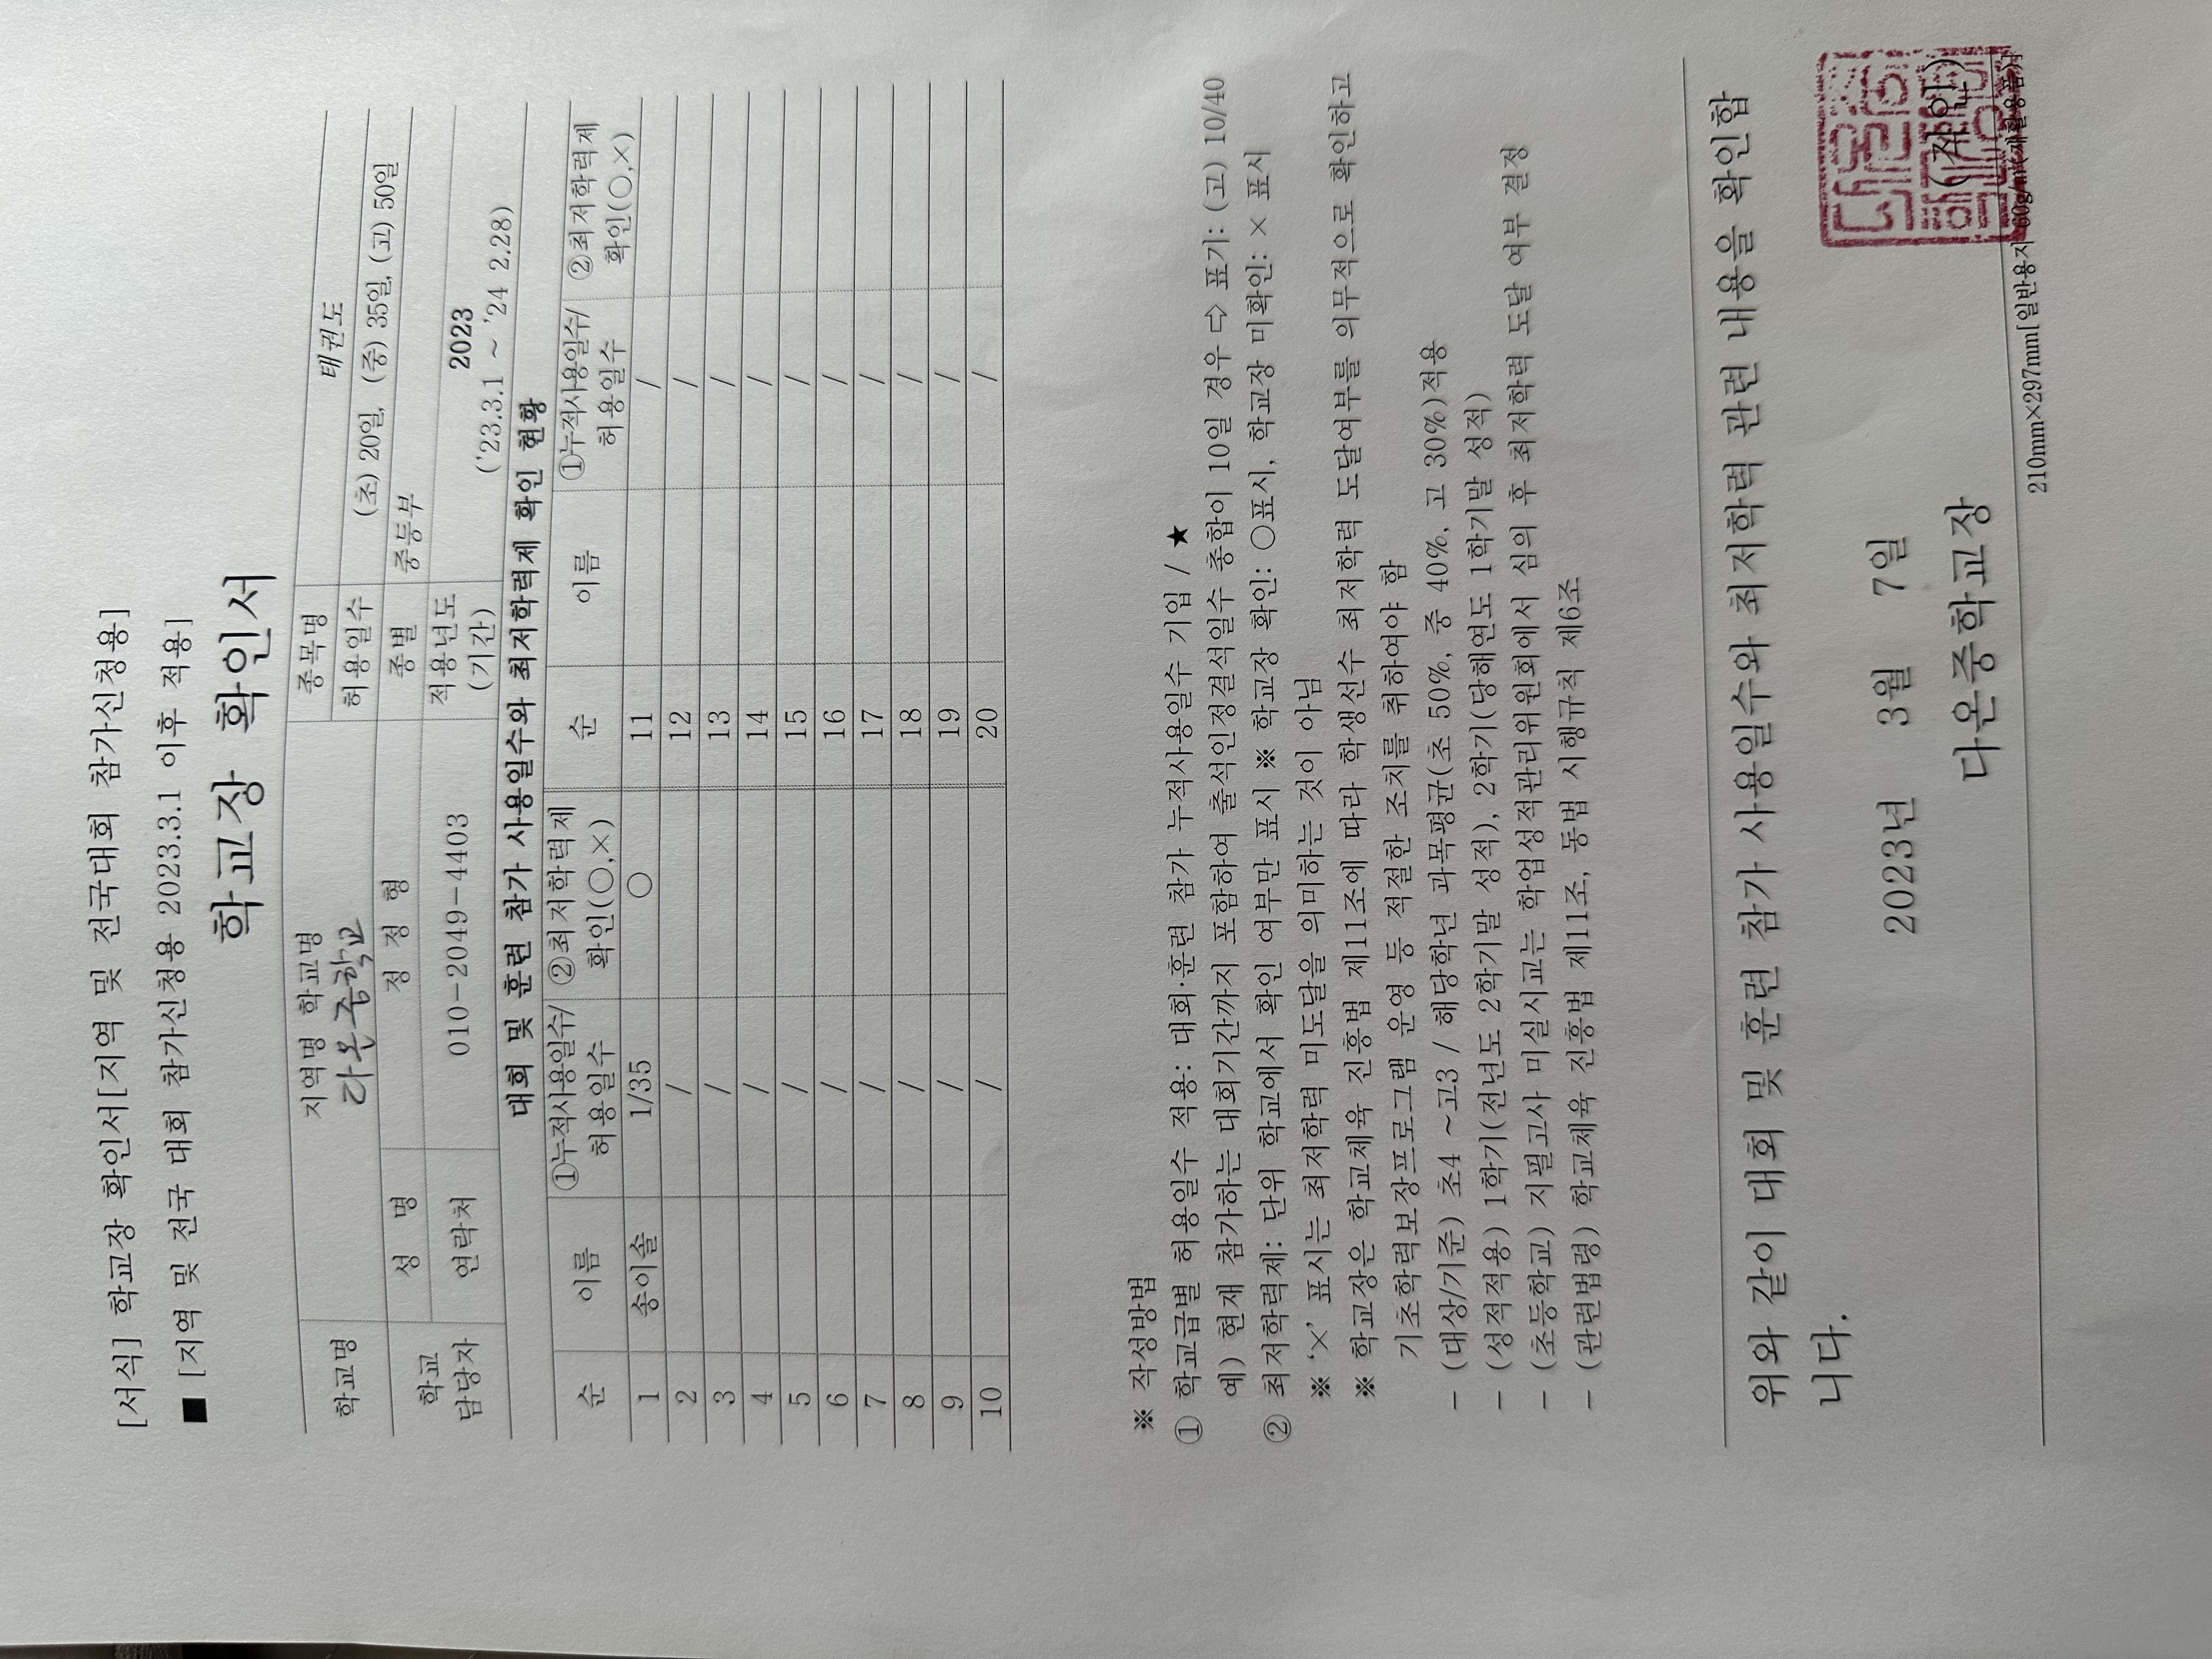 [서식] 학교장 확인서[지역 및 전국대회 참가신청용]
■ [지역 및 전국 대회 참가신청용 2023.3.1 이후 적용]
학교장 확인서
학교명 지역명 학교명 종목명 태권도
다온중학교 허용일수 (초) 20일, (중) 35일, (고) 50일
학교 담당자 성 명 정 정 형 종별 중등부
연락처 010-2049-4403 적용년도 (기간) 2023
('23.3.1 ~ '24 2.28)
대회 및 훈련 참가 사용일수와 최저학력제 확인 현황
순 이름 ①누적사용일수/ 허용일수 ②최저학력제 확인(○,×) 순 이름 ①누적사용일수/ 허용일수 ②최저학력제 확인(○,×)
1 송이솔 1/35 ○ 11 /
2 / 12 /
3 / 13 /
4 / 14 /
5 / 15 /
6 / 16 /
7 / 17 /
8 / 18 /
9 / 19 /
10 / 20 /
※ 작성방법
① 학교급별 허용일수 적용: 대회·훈련 참가 누적사용일수 기입 / ★
예) 현재 참가하는 대회기간까지 포함하여 출석인정결석일수 총합이 10일 경우 ⇨ 표기: (고) 10/40
② 최저학력제: 단위 학교에서 확인 여부만 표시 ※ 학교장 확인: ○표시, 학교장 미확인: × 표시
※ '×' 표시는 최저학력 미도달을 의미하는 것이 아님
※ 학교장은 학교체육 진흥법 제11조에 따라 학생선수 최저학력 도달여부를 의무적으로 확인하고
기초학력보장프로그램 운영 등 적절한 조치를 취하여야 함
- (대상/기준) 초4 ~고3 / 해당학년 과목평균(초 50%, 중 40%, 고 30%)적용
- (성적적용) 1학기(전년도 2학기말 성적), 2학기(당해연도 1학기말 성적)
- (초등학교) 지필고사 미실시교는 학업성적관리위원회에서 심의 후 최저학력 도달 여부 결정
- (관련법령) 학교체육 진흥법 제11조, 동법 시행규칙 제6조
위와 같이 대회 및 훈련 참가 사용일수와 최저학력 관련 내용을 확인합
니다.
2023년 3월 7일
다온중학교장 (직인)
210mm×297mm[일반용지 60g/㎡(재활용품)]